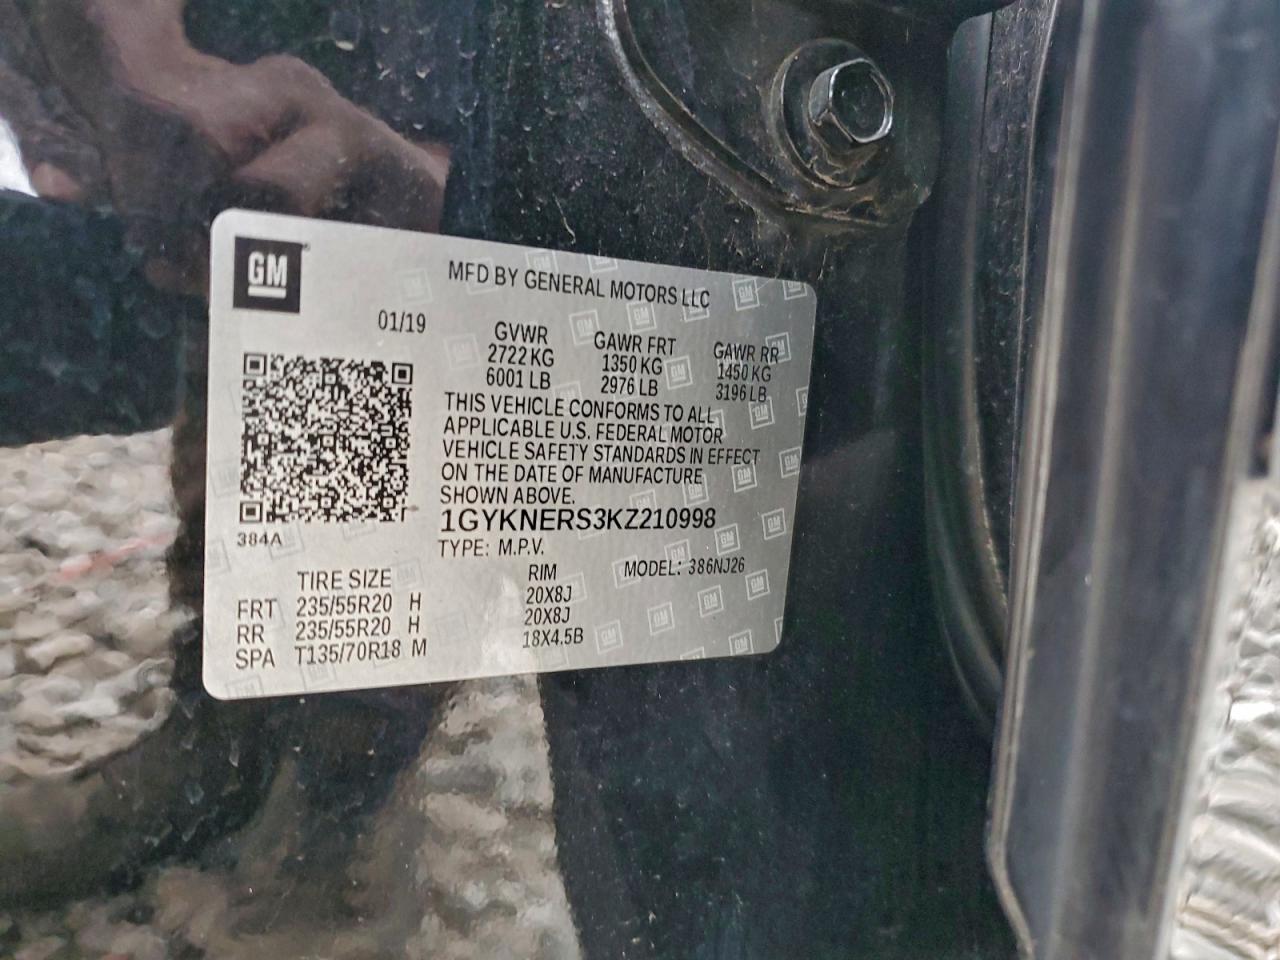 GM
MFD BY GENERAL MOTORS LLC
01/19
GVWR GAWR FRT GAWR RR
2722 KG 1350 KG 1450 KG
6001 LB 2976 LB 3196 LB
THIS VEHICLE CONFORMS TO ALL
APPLICABLE U.S. FEDERAL MOTOR
VEHICLE SAFETY STANDARDS IN EFFECT
ON THE DATE OF MANUFACTURE
SHOWN ABOVE.
1GYKNERS3KZ210998
384A
TYPE: M.P.V. MODEL: 386NJ26
TIRE SIZE RIM
FRT 235/55R20 H 20X8J
RR 235/55R20 H 20X8J
SPA T135/70R18 M 18X4.5B